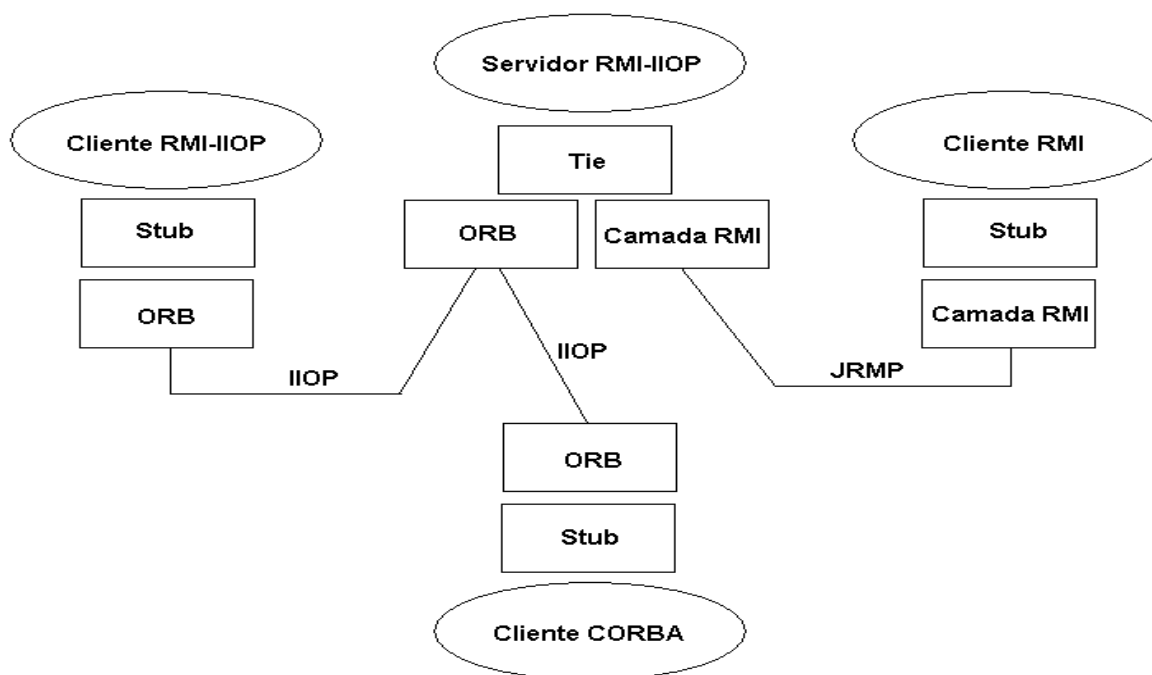 Servidor RMI-IIOP
Cliente RMI-IIOP
Cliente RMI
Tie
Stub
ORB
Camada RMI
Stub
ORB
Camada RMI
IIOP
IIOP
JRMP
ORB
Stub
Cliente CORBA